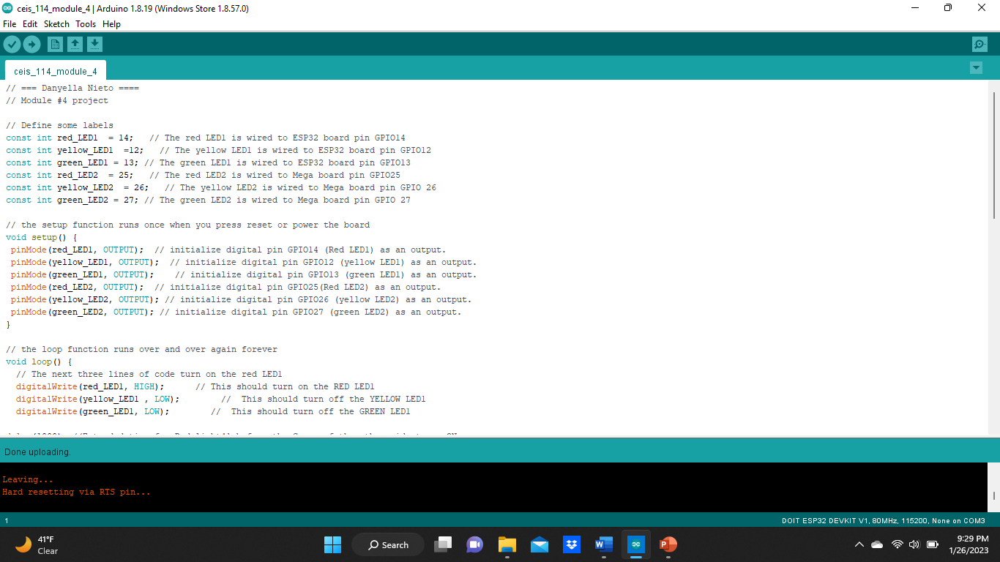 ceis_114_module_4 | Arduino 1.8.19 (Windows Store 1.8.57.0)
File Edit Sketch Tools Help
ceis_114_module_4
// === Danyella Nieto ====
// Module #4 project
// Define some labels
const int red_LED1  = 14;   // The red LED1 is wired to ESP32 board pin GPIO14
const int yellow_LED1  =12;   // The yellow LED1 is wired to ESP32 board pin GPIO12
const int green_LED1 = 13; // The green LED1 is wired to ESP32 board pin GPIO13
const int red_LED2  = 25;   // The red LED2 is wired to Mega board pin GPIO25
const int yellow_LED2  = 26;   // The yellow LED2 is wired to Mega board pin GPIO 26
const int green_LED2 = 27; // The green LED2 is wired to Mega board pin GPIO 27
// the setup function runs once when you press reset or power the board
void setup() {
pinMode(red_LED1, OUTPUT);  // initialize digital pin GPIO14 (Red LED1) as an output.
pinMode(yellow_LED1, OUTPUT);  // initialize digital pin GPIO12 (yellow LED1) as an output.
pinMode(green_LED1, OUTPUT);    // initialize digital pin GPIO13 (green LED1) as an output.
pinMode(red_LED2, OUTPUT);  // initialize digital pin GPIO25(Red LED2) as an output.
pinMode(yellow_LED2, OUTPUT); // initialize digital pin GPIO26 (yellow LED2) as an output.
pinMode(green_LED2, OUTPUT); // initialize digital pin GPIO27 (green LED2) as an output.
}
// the loop function runs over and over again forever
void loop() {
// The next three lines of code turn on the red LED1
digitalWrite(red_LED1, HIGH);      // This should turn on the RED LED1
digitalWrite(yellow_LED1 , LOW);        //  This should turn off the YELLOW LED1
digitalWrite(green_LED1, LOW);        //  This should turn off the GREEN LED1
Done uploading.
Leaving...
Hard resetting via RTS pin...
1
DOIT ESP32 DEVKIT V1, 80MHz, 115200, None on COM3
41°F
Clear
Search
9:29 PM
1/26/2023